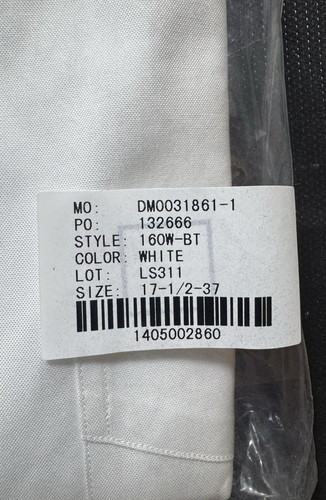 MO: DM0031861-1
PO: 132666
STYLE: 160W-BT
COLOR: WHITE
LOT: LS311
SIZE: 17-1/2-37
1405002860